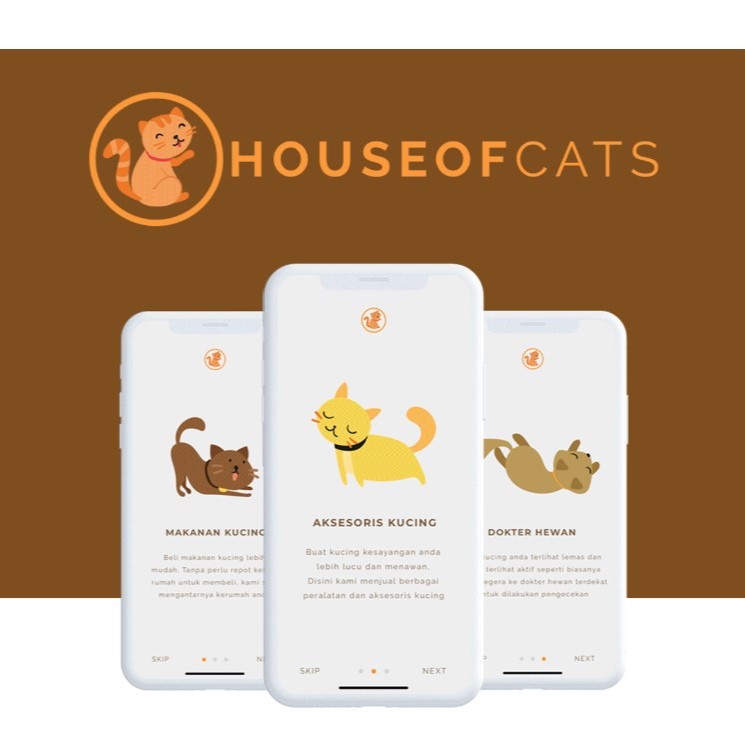 HOUSEOFCATS
MAKANAN KUCING
Beli makanan kucing lebih
mudah. Tanpa perlu repot
rumah untuk membeli, kami
mengantarnya kerumah
SKIP
AKSESORIS KUCING
Buat kucing kesayangan anda
lebih lucu dan menawan.
Disini kami menjual berbagai
peralatan dan aksesoris kucing
SKIP NEXT
DOKTER HEWAN
kucing anda terlihat lemas dan
terlihat aktif seperti biasanya
segera ke dokter hewan terdekat
untuk dilakukan pengecekan
NEXT